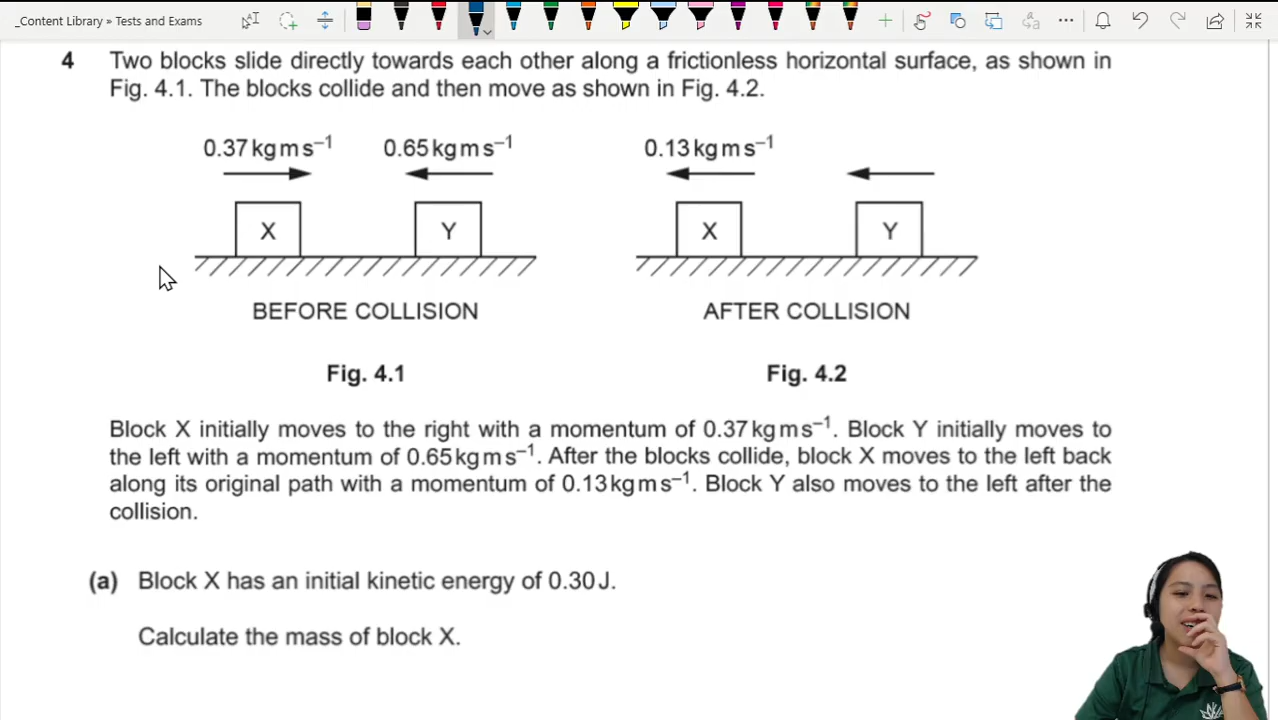 _Content Library » Tests and Exams
4 Two blocks slide directly towards each other along a frictionless horizontal surface, as shown in
Fig. 4.1. The blocks collide and then move as shown in Fig. 4.2.
0.37 kg m s⁻¹ 0.65 kg m s⁻¹ 0.13 kg m s⁻¹
X Y X Y
BEFORE COLLISION AFTER COLLISION
Fig. 4.1 Fig. 4.2
Block X initially moves to the right with a momentum of 0.37 kg m s⁻¹. Block Y initially moves to
the left with a momentum of 0.65 kg m s⁻¹. After the blocks collide, block X moves to the left back
along its original path with a momentum of 0.13 kg m s⁻¹. Block Y also moves to the left after the
collision.
(a) Block X has an initial kinetic energy of 0.30 J.
Calculate the mass of block X.